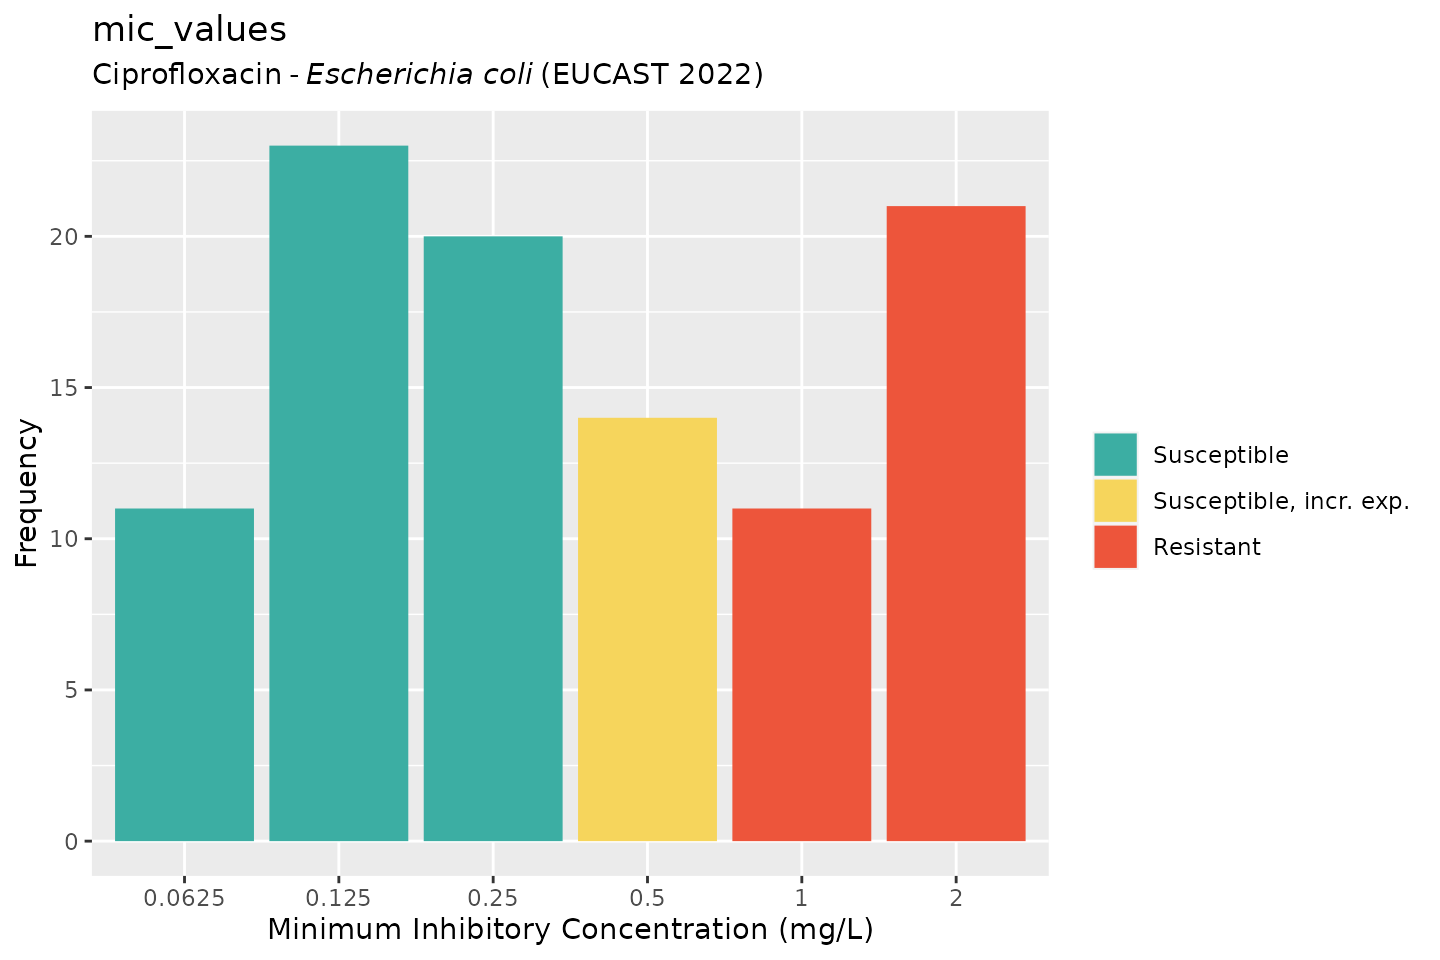 mic_values
Ciprofloxacin - Escherichia coli (EUCAST 2022)
Frequency
20
15
10
5
0
0.0625 0.125 0.25 0.5 1 2
Minimum Inhibitory Concentration (mg/L)
Susceptible
Susceptible, incr. exp.
Resistant